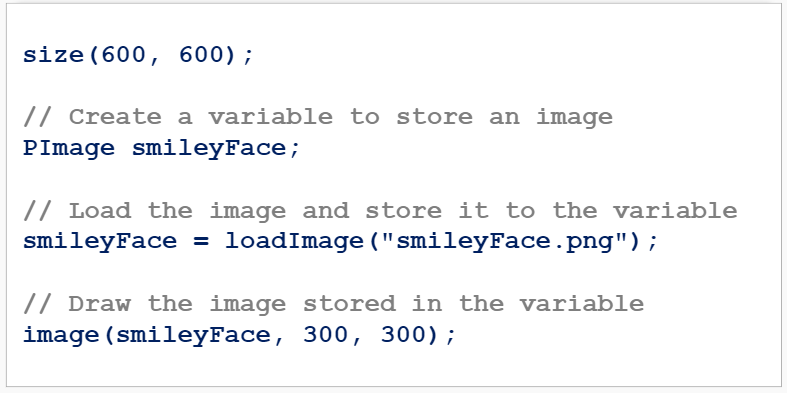 size(600, 600);
// Create a variable to store an image
PImage smileyFace;
// Load the image and store it to the variable
smileyFace = loadImage("smileyFace.png");
// Draw the image stored in the variable
image(smileyFace, 300, 300);